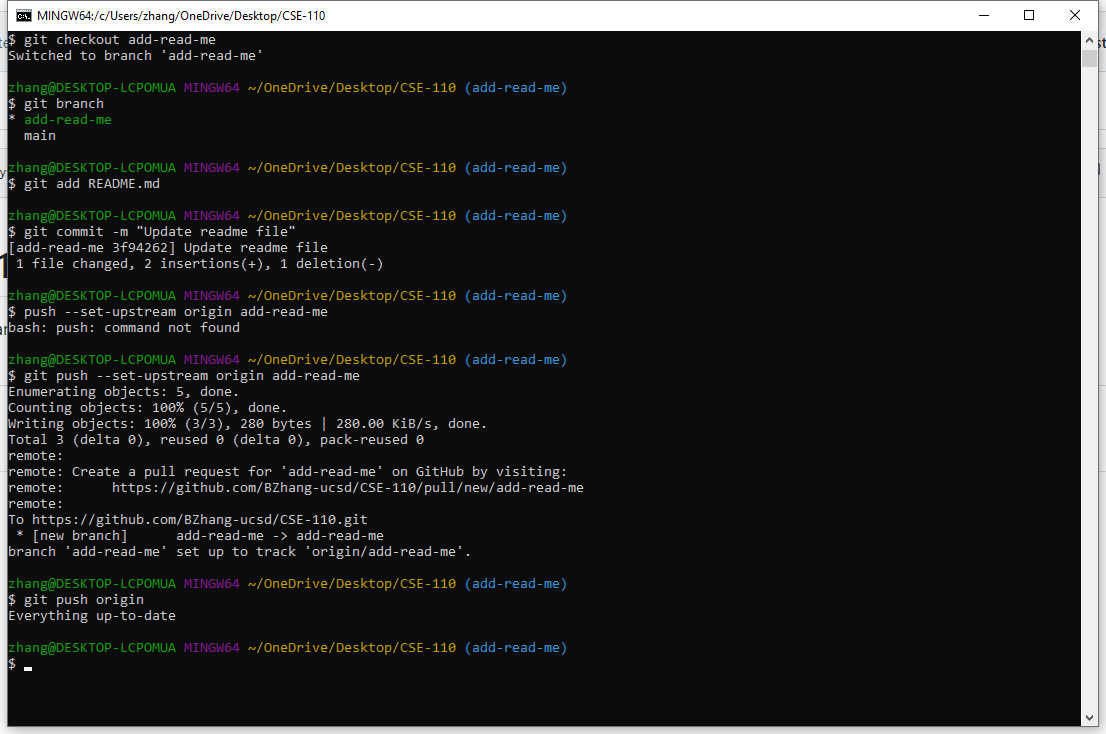 MINGW64:/c/Users/zhang/OneDrive/Desktop/CSE-110
$ git checkout add-read-me
Switched to branch 'add-read-me'
zhang@DESKTOP-LCPOMUA MINGW64 ~/OneDrive/Desktop/CSE-110 (add-read-me)
$ git branch
* add-read-me
  main
zhang@DESKTOP-LCPOMUA MINGW64 ~/OneDrive/Desktop/CSE-110 (add-read-me)
$ git add README.md
zhang@DESKTOP-LCPOMUA MINGW64 ~/OneDrive/Desktop/CSE-110 (add-read-me)
$ git commit -m "Update readme file"
[add-read-me 3f94262] Update readme file
 1 file changed, 2 insertions(+), 1 deletion(-)
zhang@DESKTOP-LCPOMUA MINGW64 ~/OneDrive/Desktop/CSE-110 (add-read-me)
$ push --set-upstream origin add-read-me
bash: push: command not found
zhang@DESKTOP-LCPOMUA MINGW64 ~/OneDrive/Desktop/CSE-110 (add-read-me)
$ git push --set-upstream origin add-read-me
Enumerating objects: 5, done.
Counting objects: 100% (5/5), done.
Writing objects: 100% (3/3), 280 bytes | 280.00 KiB/s, done.
Total 3 (delta 0), reused 0 (delta 0), pack-reused 0
remote:
remote: Create a pull request for 'add-read-me' on GitHub by visiting:
remote:      https://github.com/BZhang-ucsd/CSE-110/pull/new/add-read-me
remote:
To https://github.com/BZhang-ucsd/CSE-110.git
 * [new branch]      add-read-me -> add-read-me
branch 'add-read-me' set up to track 'origin/add-read-me'.
zhang@DESKTOP-LCPOMUA MINGW64 ~/OneDrive/Desktop/CSE-110 (add-read-me)
$ git push origin
Everything up-to-date
zhang@DESKTOP-LCPOMUA MINGW64 ~/OneDrive/Desktop/CSE-110 (add-read-me)
$